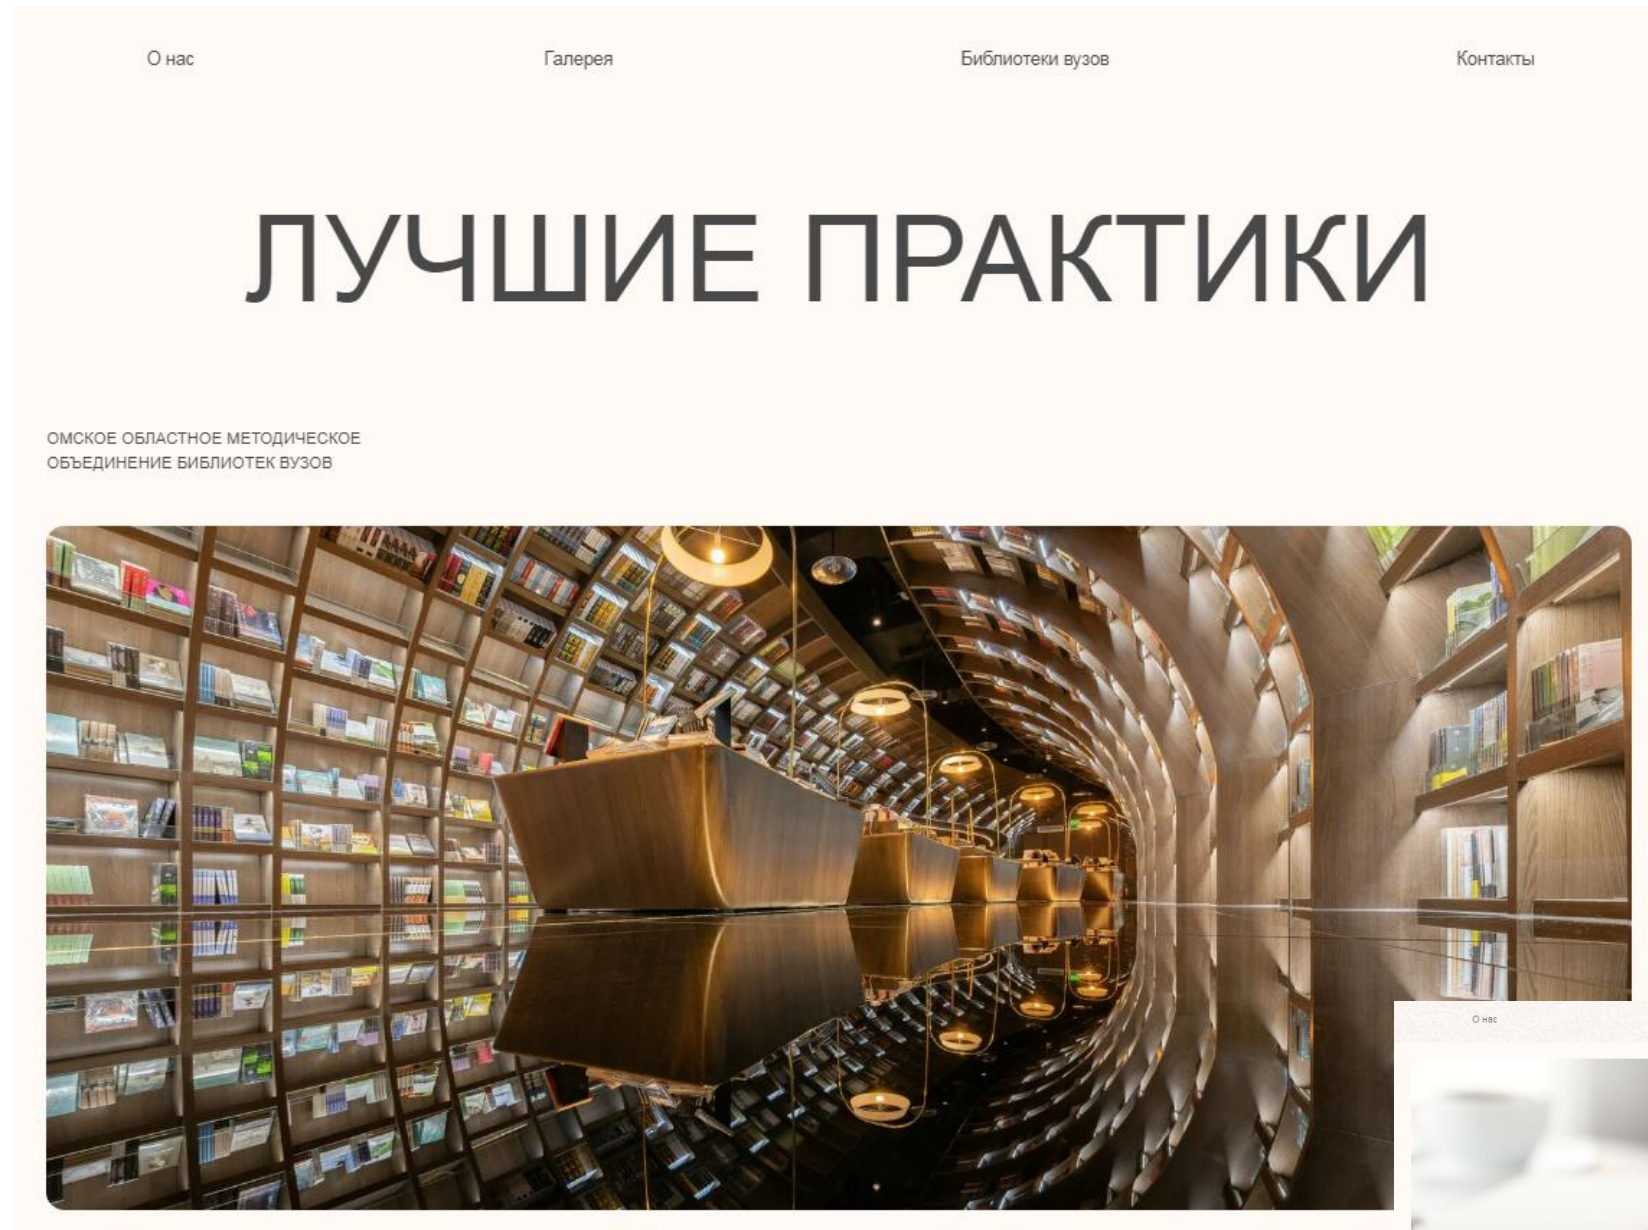 О нас
Галерея
Библиотеки вузов
Контакты
ЛУЧШИЕ ПРАКТИКИ
ОМСКОЕ ОБЛАСТНОЕ МЕТОДИЧЕСКОЕ
ОБЪЕДИНЕНИЕ БИБЛИОТЕК ВУЗОВ
О нас